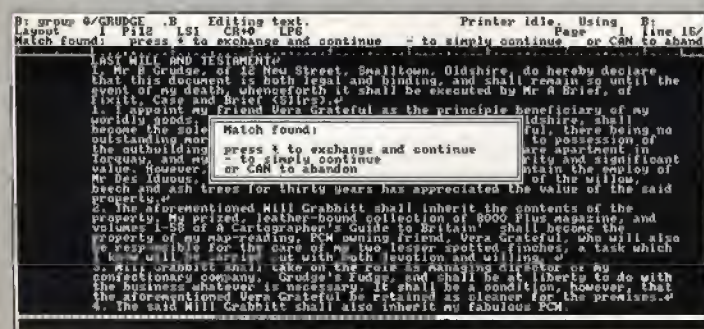 B: group 0/GRUDGE .B Editing text. Printer idle. Using B:
Layout 1 Pi12 LS1 CR+0 LP6 Page 1 line 16/
Match found: press + to exchange and continue - to simply continue or CAN to aband
LAST WILL AND TESTAMENT↵
I, Mr B Grudge, of 12 New Street, Smalltown, Oldshire, do hereby declare
that this document is both legal and binding, and shall remain so until the
event of my death, whenceforth it shall be executed by Mr A Brief, of
Fixitt, Case and Brief (Slirs).↵
1. I appoint my friend Vera Grateful as the principle beneficiary of my
worldly goods, dshire, shall
become the sole ful, there being no
outstanding mor to possession of
the outbuilding are apartment in
Torquay, and my rity and significant
value. However, ntain the employ of
Mr Des Iduous, of the willow,
beech and ash trees for thirty years has appreciated the value of the said
property.↵
Match found:
press + to exchange and continue
- to simply continue
or CAN to abandon
2. The aforementioned Will Grabbitt shall inherit the contents of the
property. My prized, leather-bound collection of 8000 Plus magazine, and
volumes 1-58 of A Cartographer's Guide to Britain' shall become the
property of my map-reading, PCW owning friend, Vera Grateful, who will also
be responsible for the care of my two lesser spotted finches, a task which
out with both devotion and
3. Will Grabbitt shall take on the role as managing director of my
confectionary company, Grudge 'n' Fudge, and shall be at liberty to do with
the business whatever is necessary. It shall be a condition, however, that
the aforementioned Vera Grateful be retained as cleaner for the premises.↵
4. The said Will Grabbitt shall also inherit my fabulous PCW.